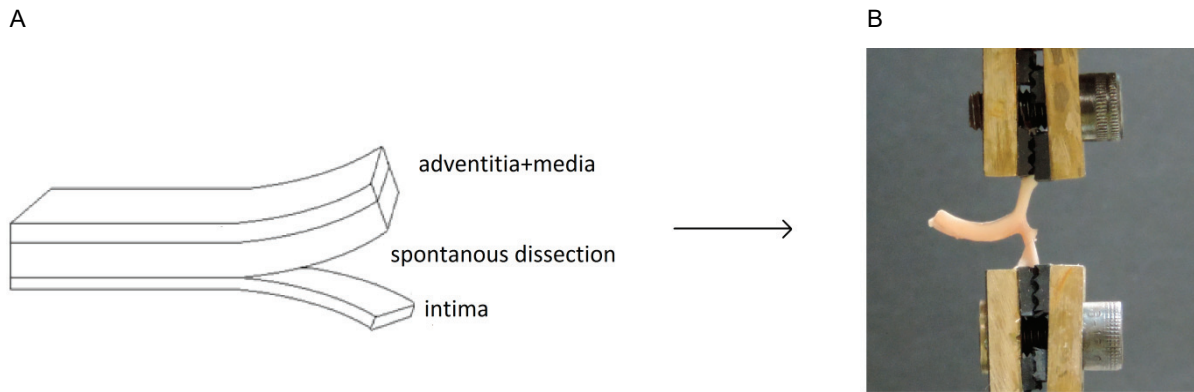 A
B
adventitia+media
spontanous dissection
intima